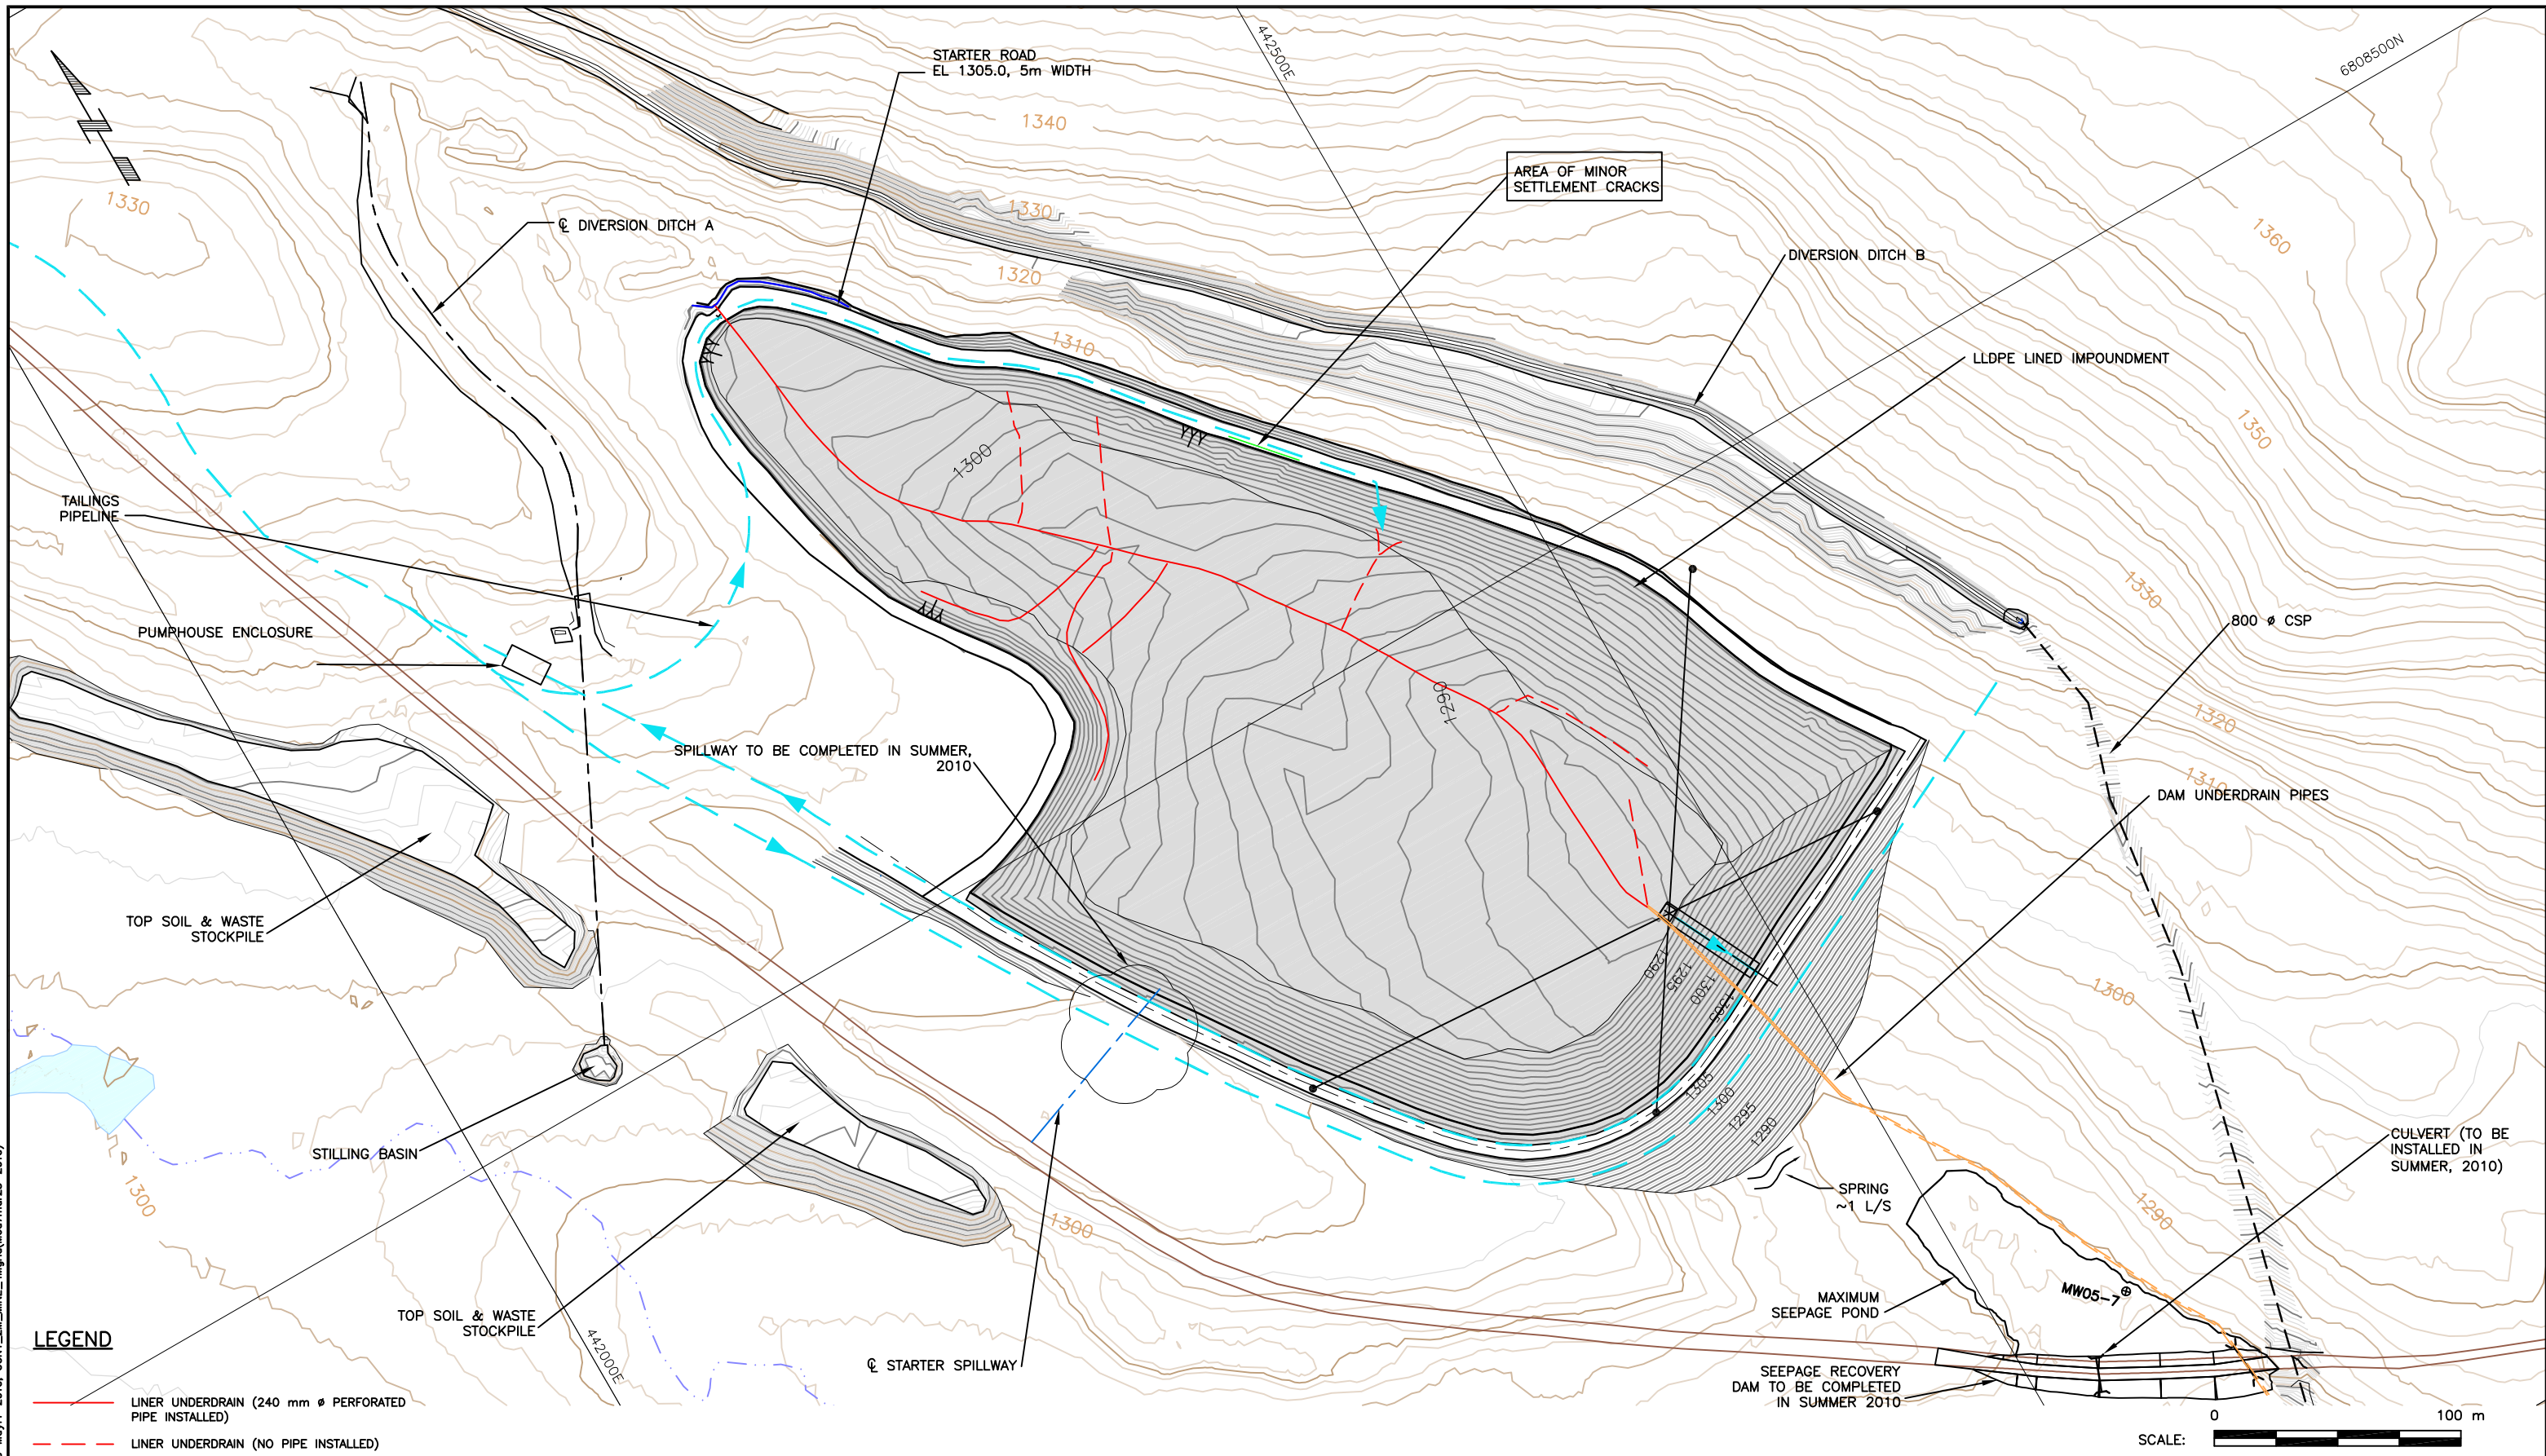 442500E
6808500N
STARTER ROAD
EL 1305.0, 5m WIDTH
1340
AREA OF MINOR
SETTLEMENT CRACKS
1330
1330
1360
℄ DIVERSION DITCH A
DIVERSION DITCH B
1320
1310
LLDPE LINED IMPOUNDMENT
1350
1300
TAILINGS
PIPELINE
1330
800 ø CSP
PUMPHOUSE ENCLOSURE
1290
1320
SPILLWAY TO BE COMPLETED IN SUMMER,
2010
1310
DAM UNDERDRAIN PIPES
TOP SOIL & WASTE
STOCKPILE
1290
1295
1300
1305
1300
1305
1300
1295
1290
CULVERT (TO BE
INSTALLED IN
SUMMER, 2010)
STILLING BASIN
1300
SPRING
~1 L/S
1290
1300
MW05-7
MAXIMUM
SEEPAGE POND
TOP SOIL & WASTE
STOCKPILE
442000E
LEGEND
℄ STARTER SPILLWAY
SEEPAGE RECOVERY
DAM TO BE COMPLETED
IN SUMMER 2010
LINER UNDERDRAIN (240 mm ø PERFORATED
PIPE INSTALLED)
LINER UNDERDRAIN (NO PIPE INSTALLED)
0 100 m
SCALE: